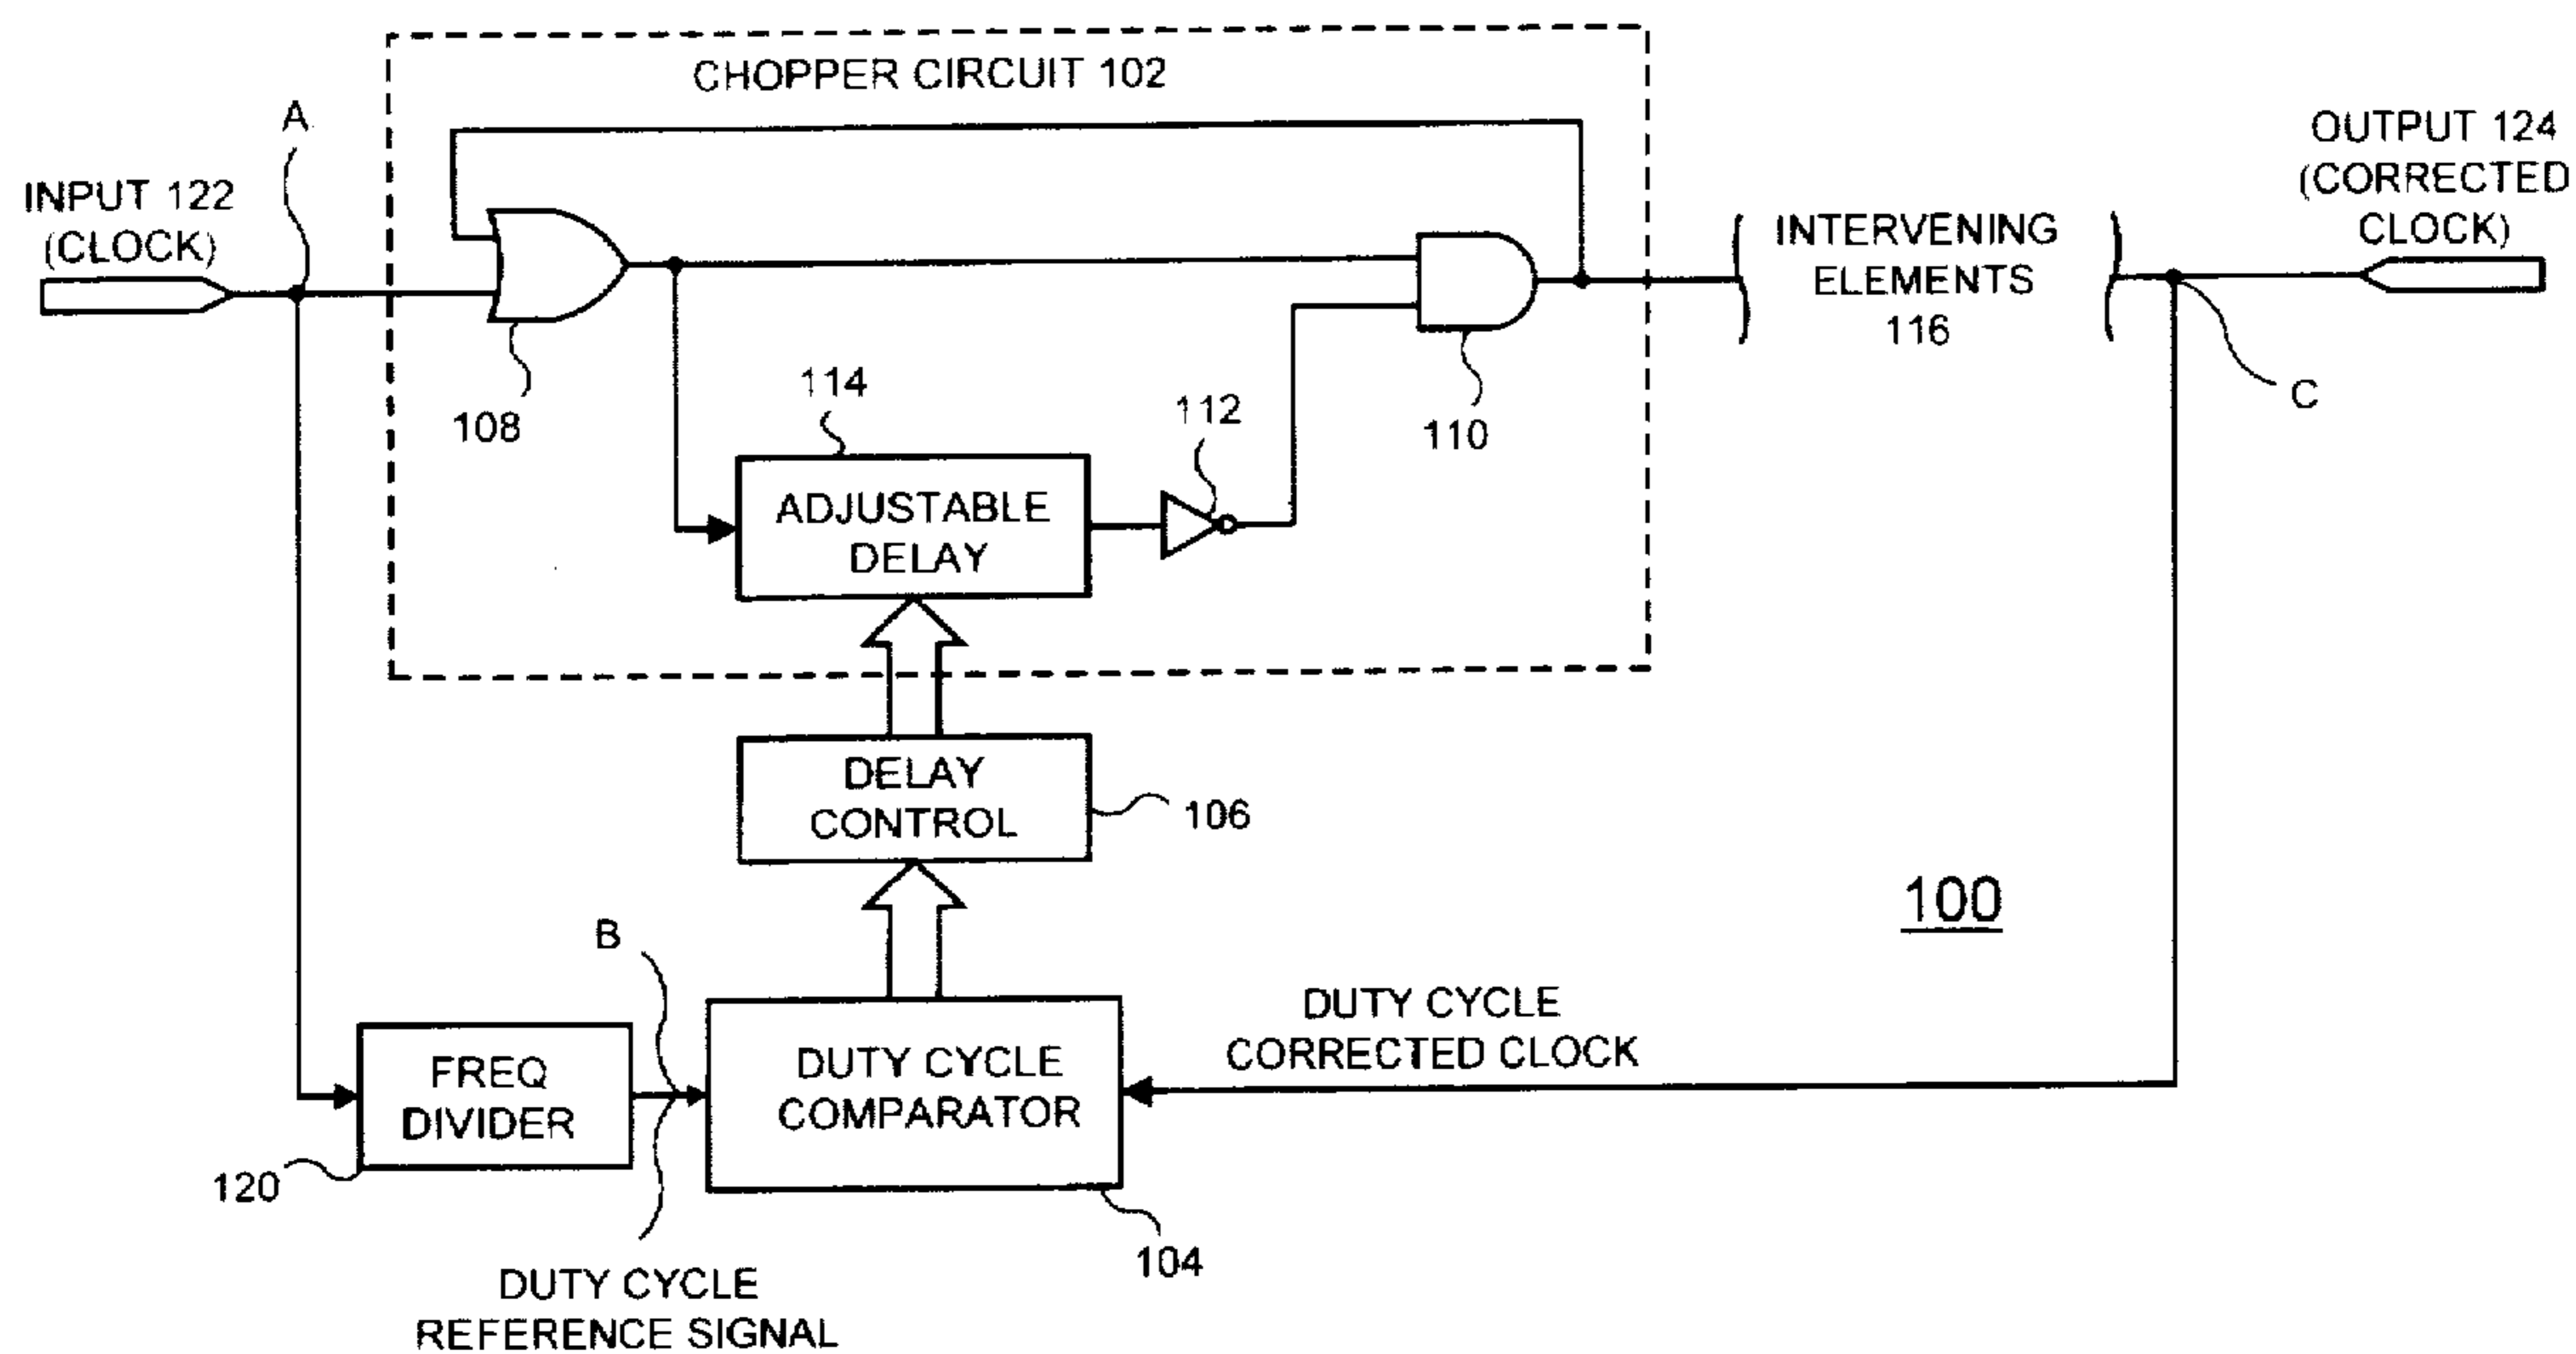 CHOPPER CIRCUIT 102
A
INPUT 122
(CLOCK)
OUTPUT 124
(CORRECTED
CLOCK)
INTERVENING
ELEMENTS
116
C
108
114
112
110
ADJUSTABLE
DELAY
DELAY
CONTROL
106
100
B
FREQ
DIVIDER
120
DUTY CYCLE
COMPARATOR
104
DUTY CYCLE
CORRECTED CLOCK
DUTY CYCLE
REFERENCE SIGNAL